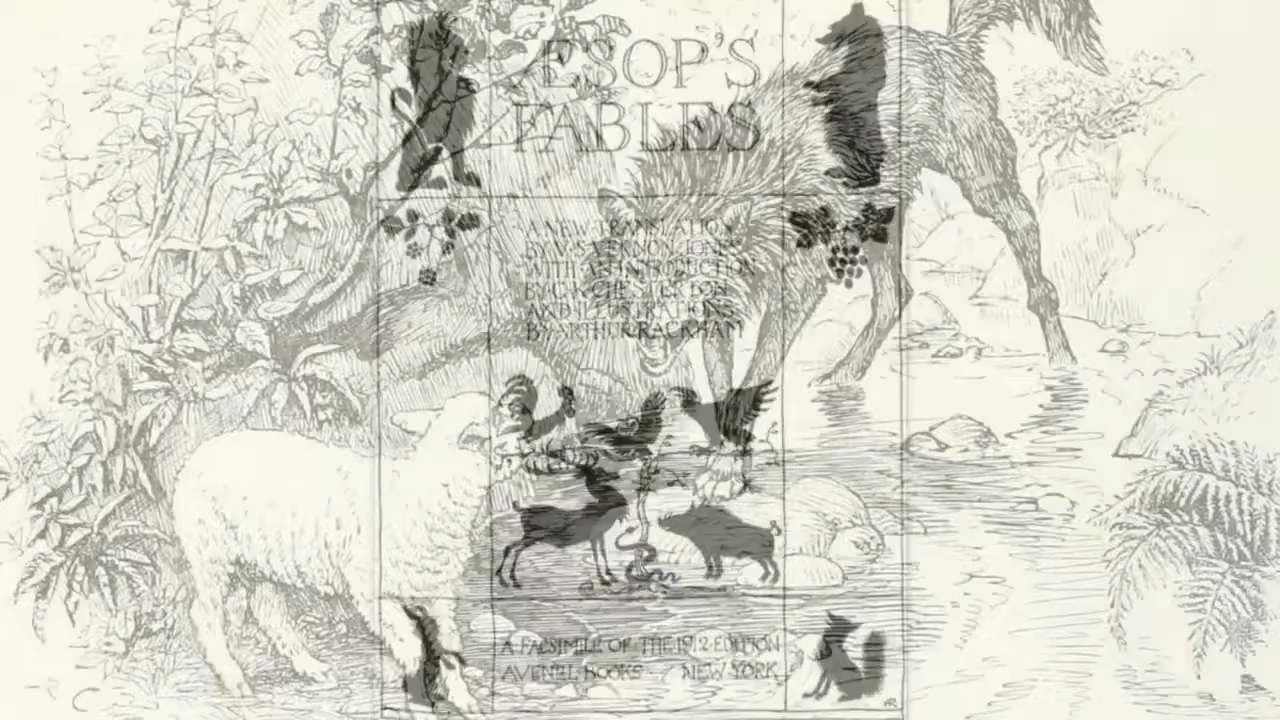 ÆSOP'S
FABLES
A NEW TRANSLATION
BY V.S. VERNON JONES
WITH AN INTRODUCTION
BY G.K. CHESTERTON
AND ILLUSTRATIONS
BY ARTHUR RACKHAM
A FACSIMILE OF THE 1912 EDITION
AVENEL BOOKS · NEW YORK
AR